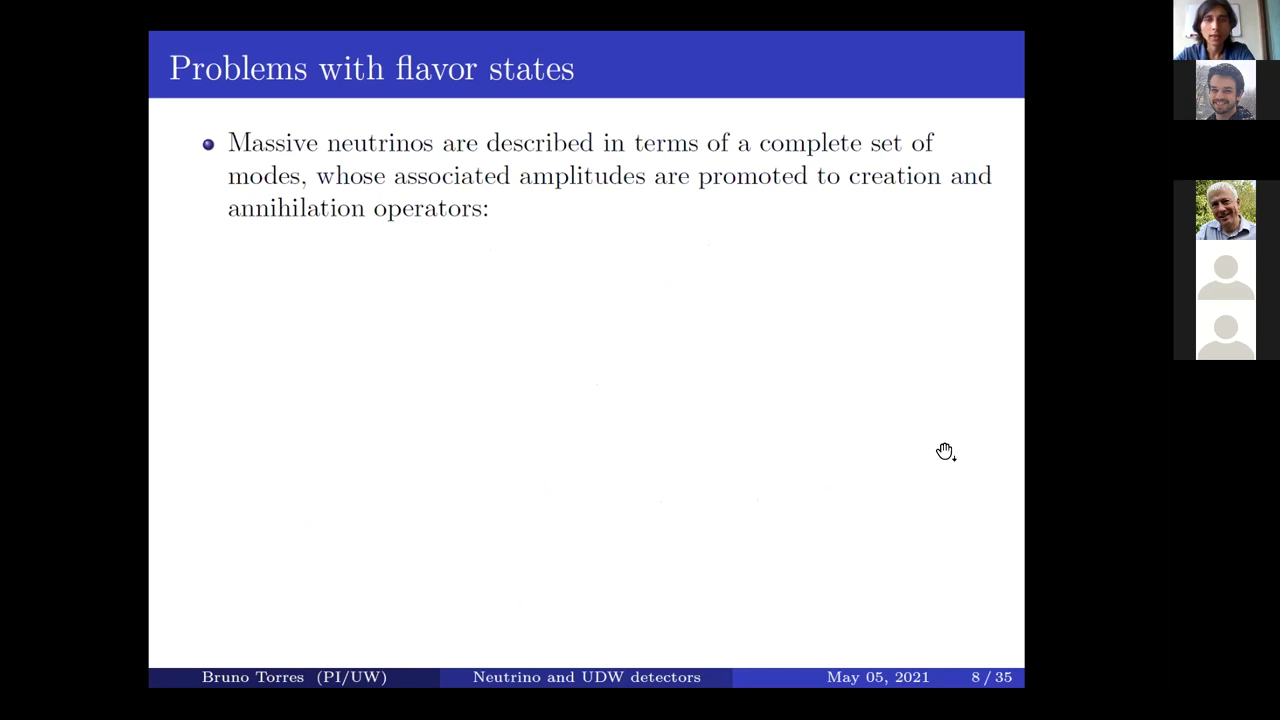 Problems with flavor states
Massive neutrinos are described in terms of a complete set of
modes, whose associated amplitudes are promoted to creation and
annihilation operators:
Bruno Torres (PI/UW)
Neutrino and UDW detectors
May 05, 2021
8 / 35